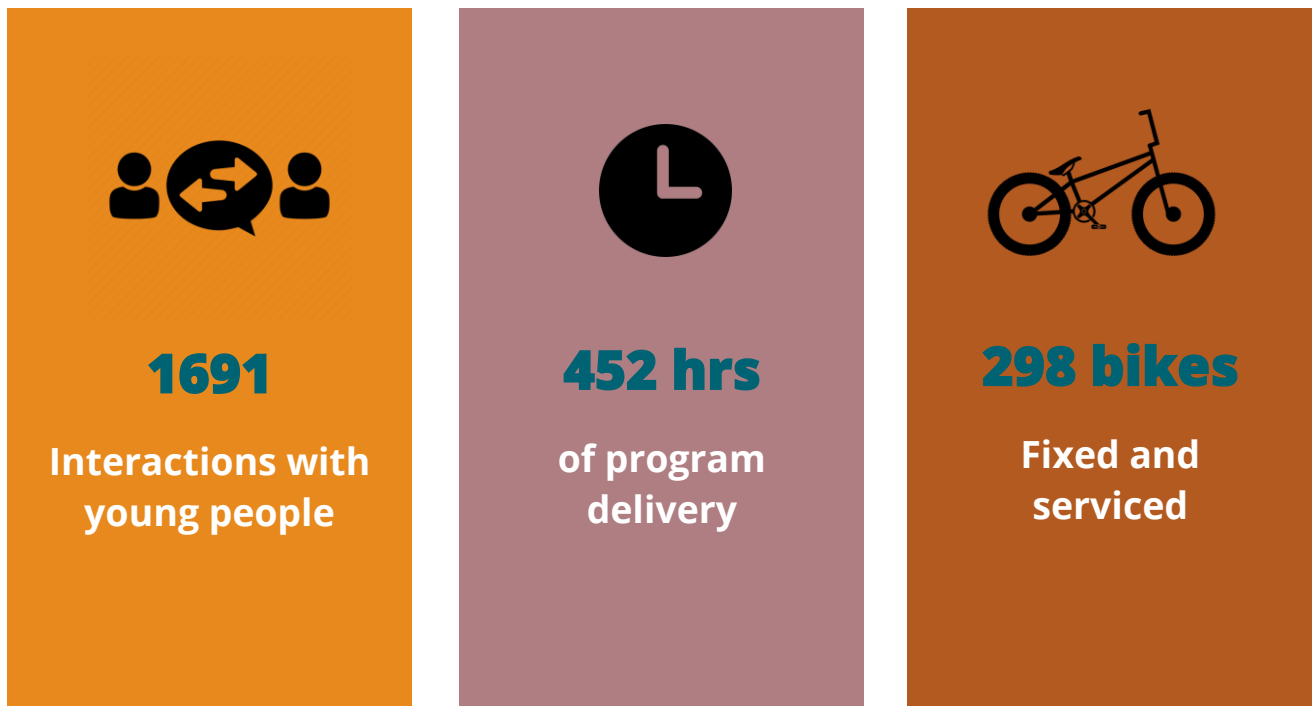 1691
Interactions with
young people
452 hrs
of program
delivery
298 bikes
Fixed and
serviced